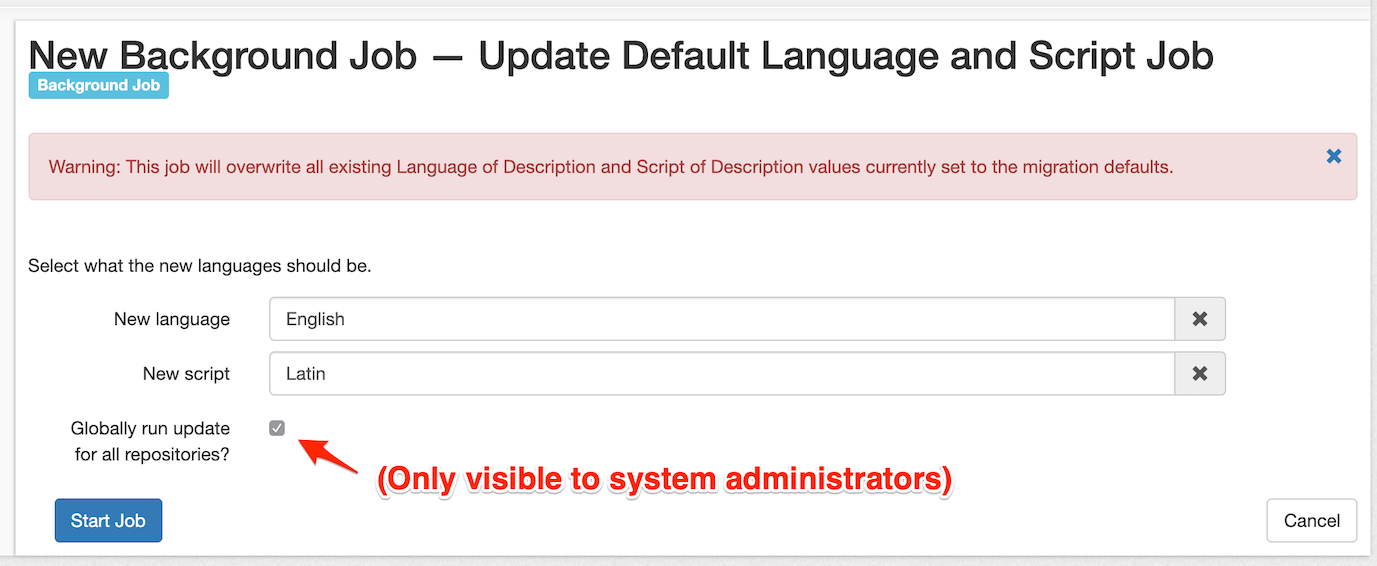 New Background Job — Update Default Language and Script Job
Background Job
Warning: This job will overwrite all existing Language of Description and Script of Description values currently set to the migration defaults.
Select what the new languages should be.
New language
English
New script
Latin
Globally run update
for all repositories?
(Only visible to system administrators)
Start Job
Cancel